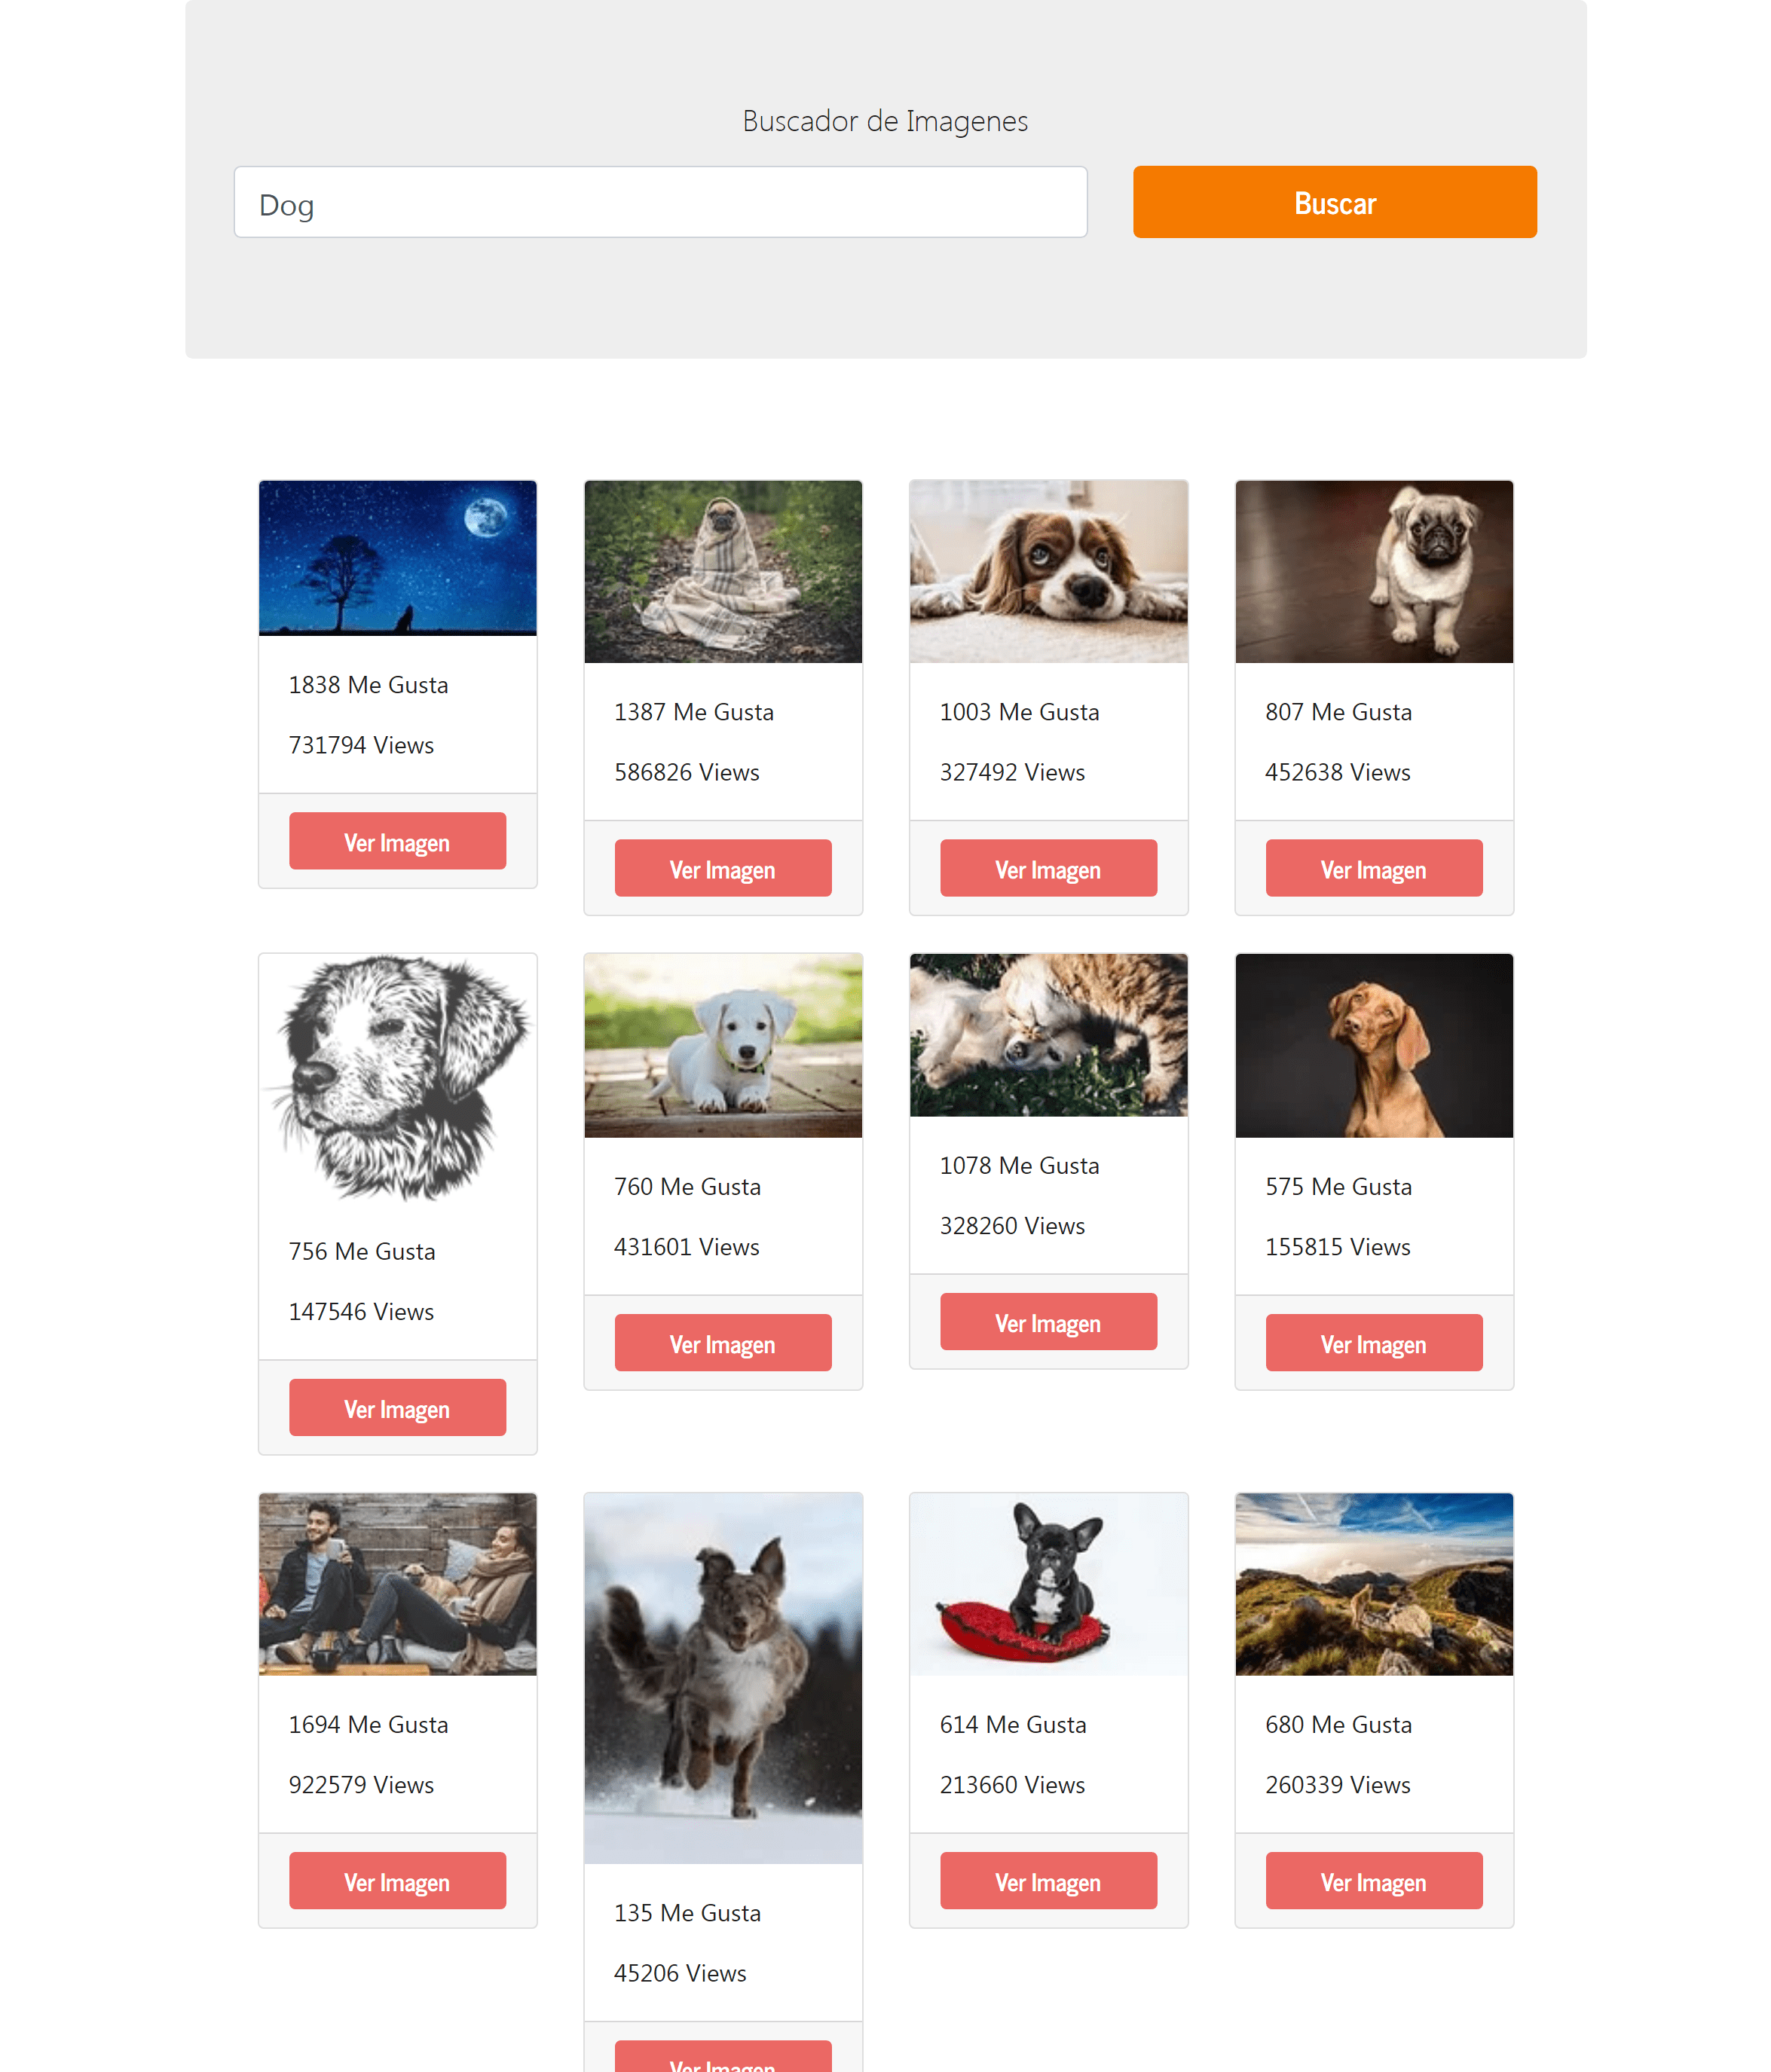 Buscador de Imagenes
Dog
Buscar
1838 Me Gusta
731794 Views
Ver Imagen
1387 Me Gusta
586826 Views
Ver Imagen
1003 Me Gusta
327492 Views
Ver Imagen
807 Me Gusta
452638 Views
Ver Imagen
756 Me Gusta
147546 Views
Ver Imagen
760 Me Gusta
431601 Views
Ver Imagen
1078 Me Gusta
328260 Views
Ver Imagen
575 Me Gusta
155815 Views
Ver Imagen
1694 Me Gusta
922579 Views
Ver Imagen
135 Me Gusta
45206 Views
Ver Imagen
614 Me Gusta
213660 Views
Ver Imagen
680 Me Gusta
260339 Views
Ver Imagen